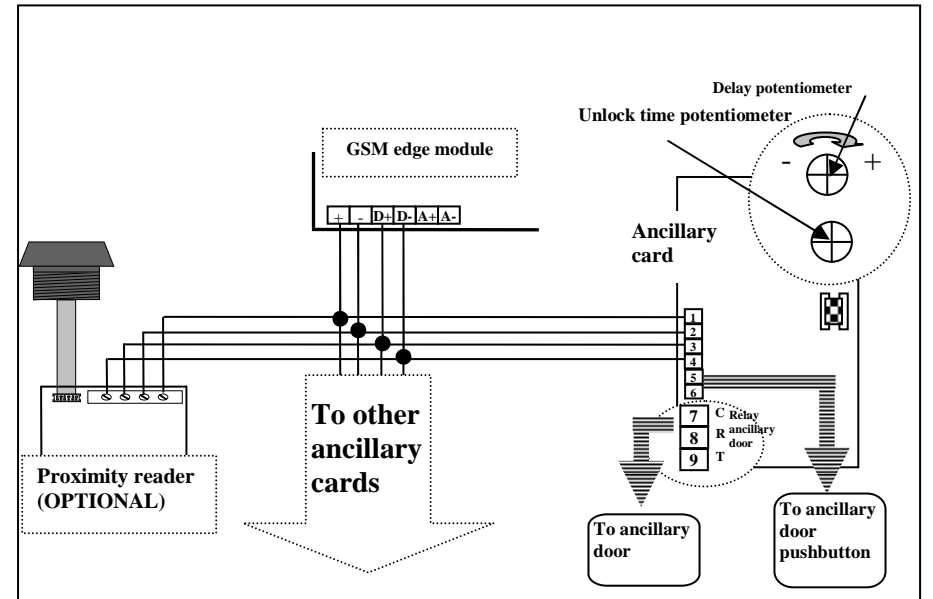 Delay potentiometer
Unlock time potentiometer
- +
GSM edge module
+ - D+ D- A+ A-
Ancillary
card
1
2
3
4
5
6
7 C Relay
8 R ancillary
door
9 T
To other
ancillary
cards
Proximity reader
(OPTIONAL)
To ancillary
door
To ancillary
door
pushbutton